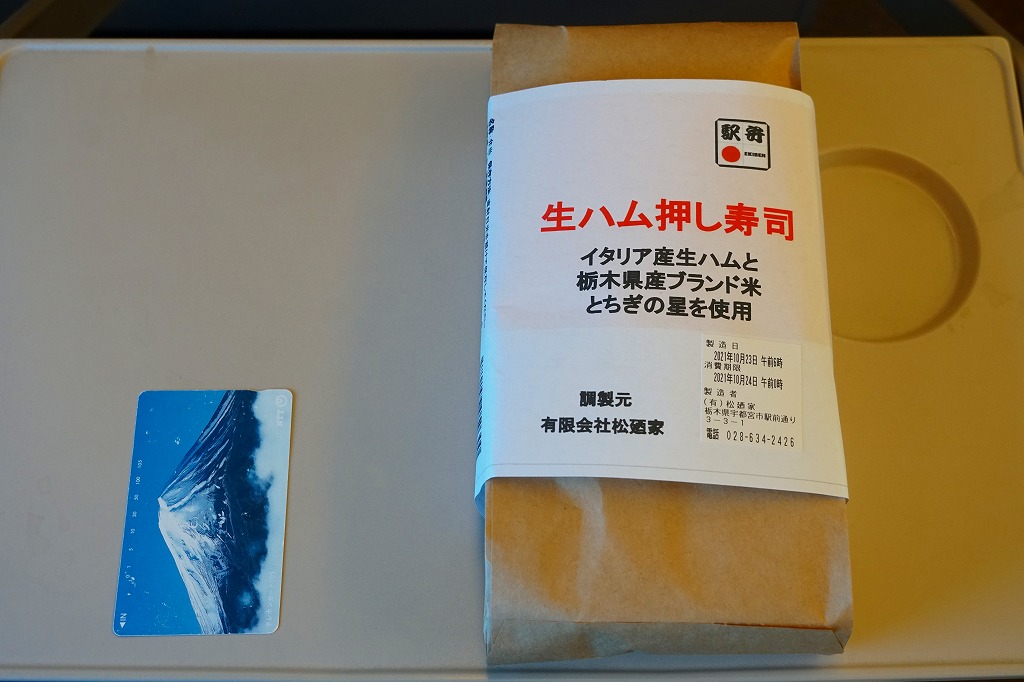 駅弁
EKIBEN
生ハム押し寿司
イタリア産生ハムと
栃木県産ブランド米
とちぎの星を使用
製造日
2021年10月23日 午前6時
消費期限
2021年10月24日 午前0時
製造者
(有)松廼家
栃木県宇都宮市駅前通り
3-3-1
電話 028-634-2426
調製元
有限会社松廼家
105
50
IN